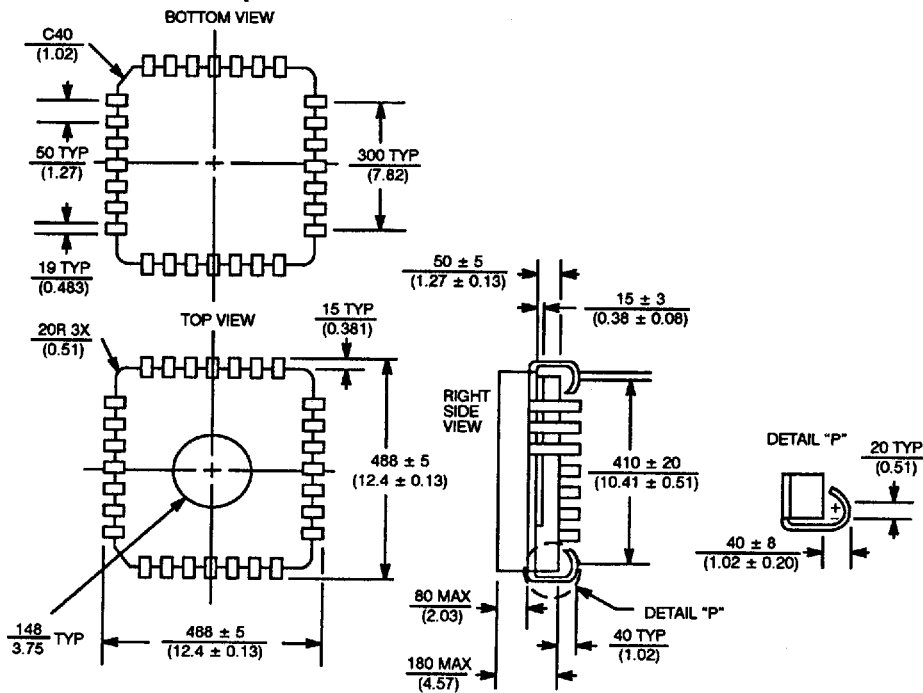 BOTTOM VIEW
C40
(1.02)
50 TYP
(1.27)
300 TYP
(7.82)
19 TYP
(0.483)
50 ± 5
(1.27 ± 0.13)
15 ± 3
(0.38 ± 0.08)
TOP VIEW
20R 3X
(0.51)
15 TYP
(0.381)
RIGHT
SIDE
VIEW
488 ± 5
(12.4 ± 0.13)
410 ± 20
(10.41 ± 0.51)
DETAIL "P"
20 TYP
(0.51)
40 ± 8
(1.02 ± 0.20)
80 MAX
(2.03)
DETAIL "P"
40 TYP
(1.02)
148
3.75
TYP
488 ± 5
(12.4 ± 0.13)
180 MAX
(4.57)